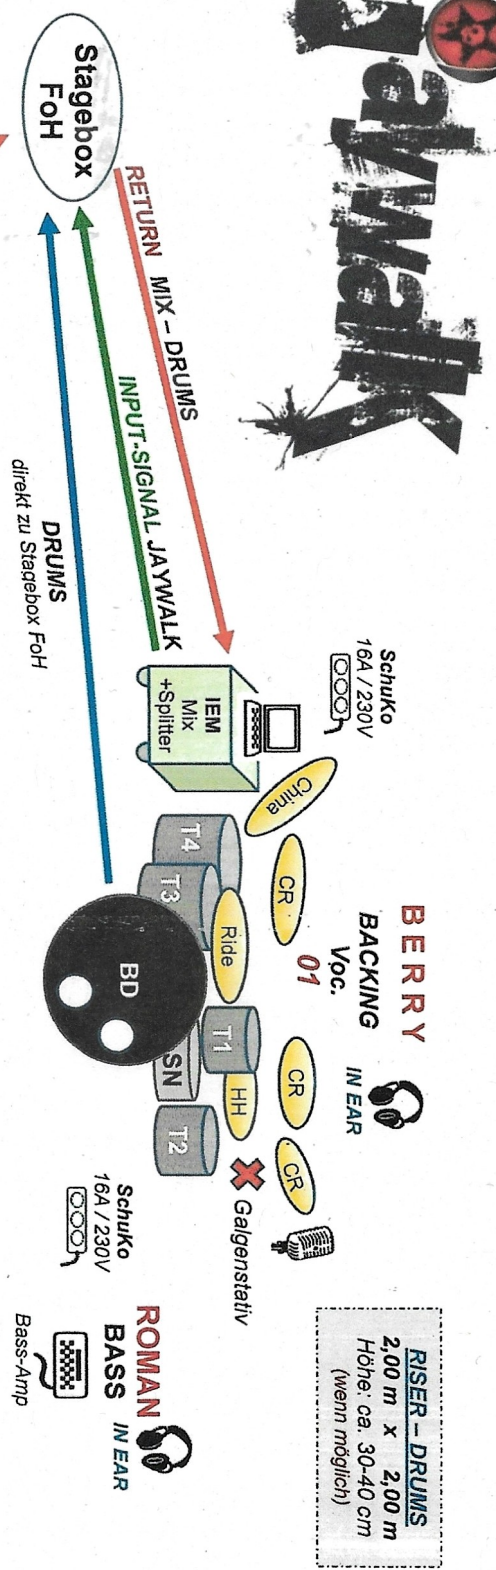 Jaywalk
RISER – DRUMS
2,00 m x 2,00 m
Höhe: ca. 30-40 cm
(wenn möglich)
BERRY
BACKING
Voc.
01
IN EAR
SchuKo
16A / 230V
China
CR
CR
CR
Galgenstativ
IEM
Mix
+Splitter
T4
T3
Ride
T1
HH
SN
T2
BD
Stagebox
FoH
RETURN MIX – DRUMS
INPUT-SIGNAL JAYWALK
DRUMS
direkt zu Stagebox FoH
SchuKo
16A / 230V
ROMAN
BASS
IN EAR
Bass-Amp